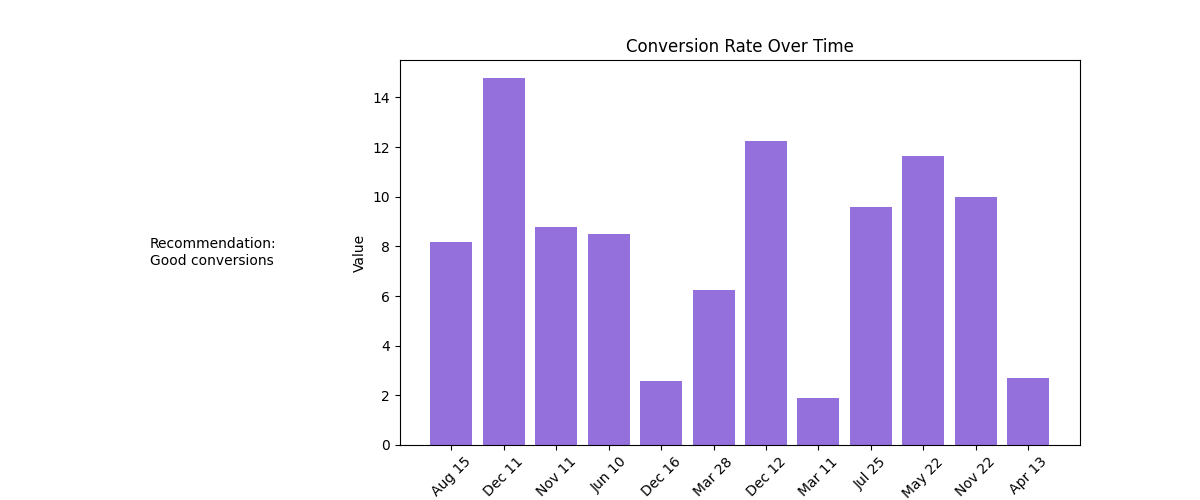 Conversion Rate Over Time
Recommendation:
Good conversions
Value
14
12
10
8
6
4
2
0
Aug 15
Dec 11
Nov 11
Jun 10
Dec 16
Mar 28
Dec 12
Mar 11
Jul 25
May 22
Nov 22
Apr 13